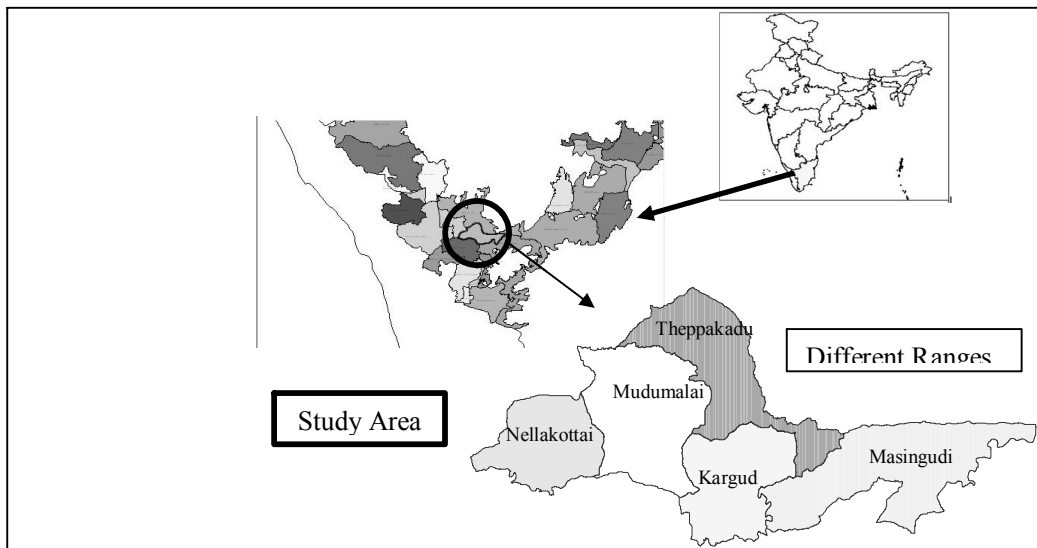 Theppakadu
Different Ranges
Mudumalai
Study Area
Nellakottai
Kargud
Masingudi